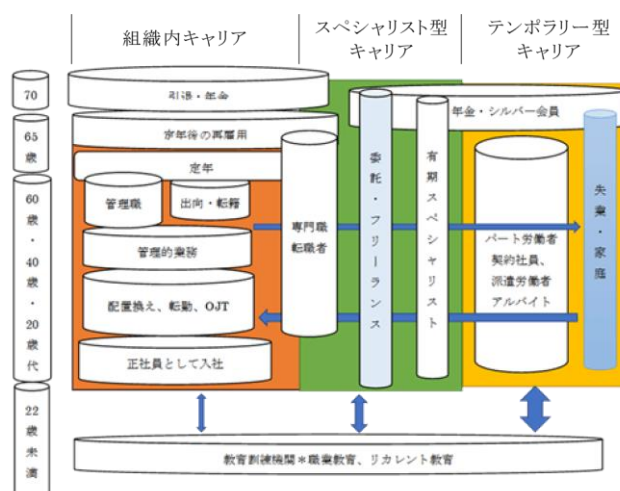 組織内キャリア
スペシャリスト型
キャリア
テンポラリー型
キャリア
70
65
歳
60
歳
・
40
歳
・
20
歳
代
22
歳
未
満
引退・年金
定年後の再雇用
定年
管理職
出向・転籍
管理的業務
配置換え、転勤、OJT
正社員として入社
専門職
転職者
委託・フリーランス
有期スペシャリスト
年金・シルバー会員
パート労働者
契約社員、
派遣労働者
アルバイト
失業・家庭
教育訓練機関*職業教育、リカレント教育